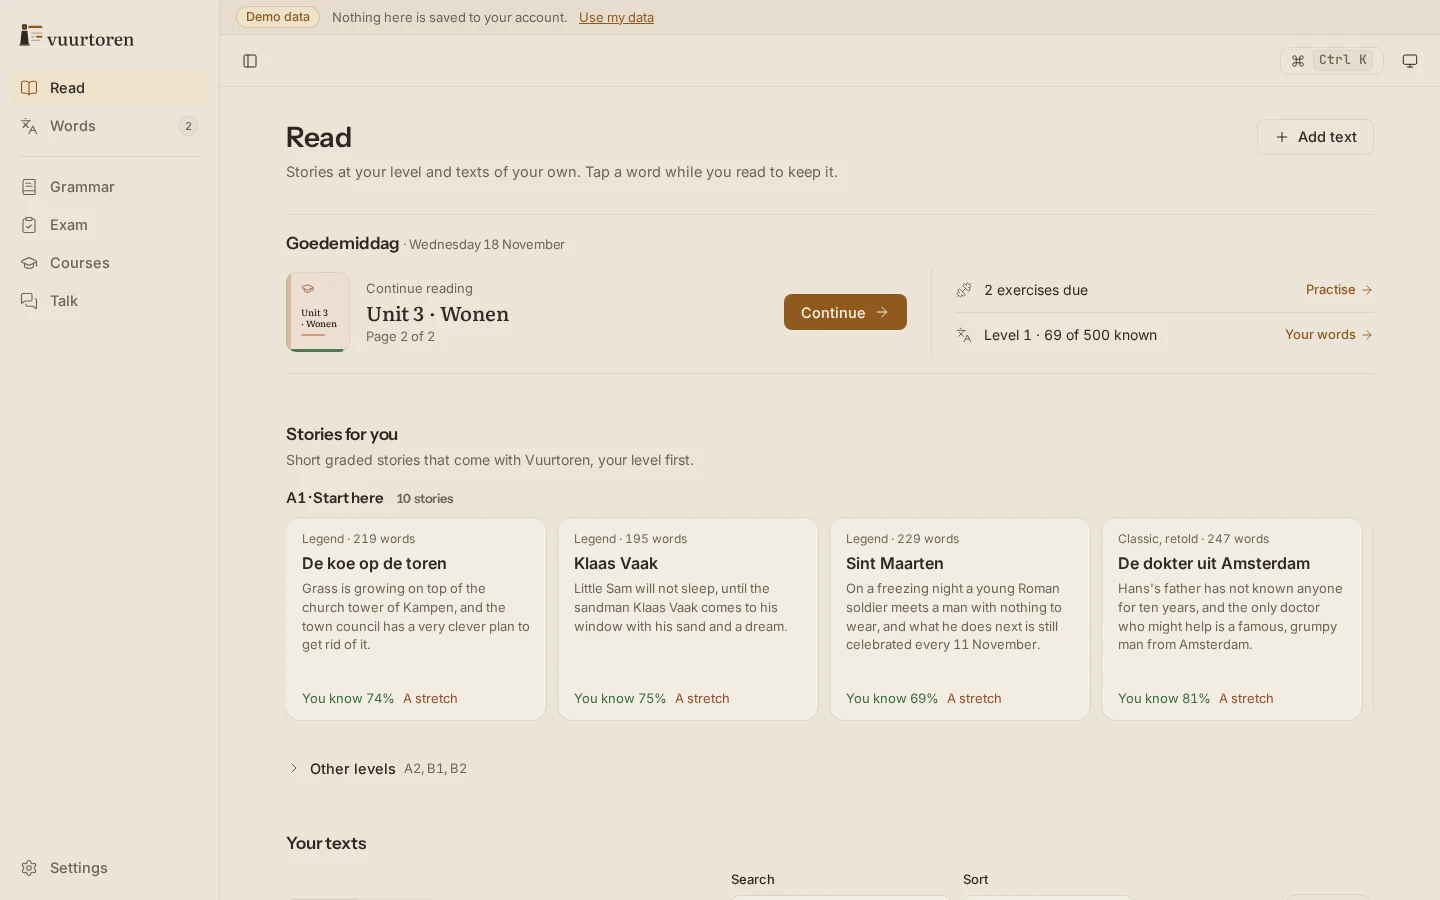 Demo data Nothing here is saved to your account. Use my data
vuurtoren
⌘ Ctrl K
Read
Words 2
Grammar
Exam
Courses
Talk
Settings
Read
+ Add text
Stories at your level and texts of your own. Tap a word while you read to keep it.
Goedemiddag · Wednesday 18 November
Unit 3
· Wonen
Continue reading
Unit 3 · Wonen
Page 2 of 2
Continue →
2 exercises due Practise →
Level 1 · 69 of 500 known Your words →
Stories for you
Short graded stories that come with Vuurtoren, your level first.
A1 · Start here 10 stories
Legend · 219 words
De koe op de toren
Grass is growing on top of the
church tower of Kampen, and the
town council has a very clever plan to
get rid of it.
You know 74% A stretch
Legend · 195 words
Klaas Vaak
Little Sam will not sleep, until the
sandman Klaas Vaak comes to his
window with his sand and a dream.
You know 75% A stretch
Legend · 229 words
Sint Maarten
On a freezing night a young Roman
soldier meets a man with nothing to
wear, and what he does next is still
celebrated every 11 November.
You know 69% A stretch
Classic, retold · 247 words
De dokter uit Amsterdam
Hans's father has not known anyone
for ten years, and the only doctor
who might help is a famous, grumpy
man from Amsterdam.
You know 81% A stretch
Other levels A2, B1, B2
Your texts
Search
Sort